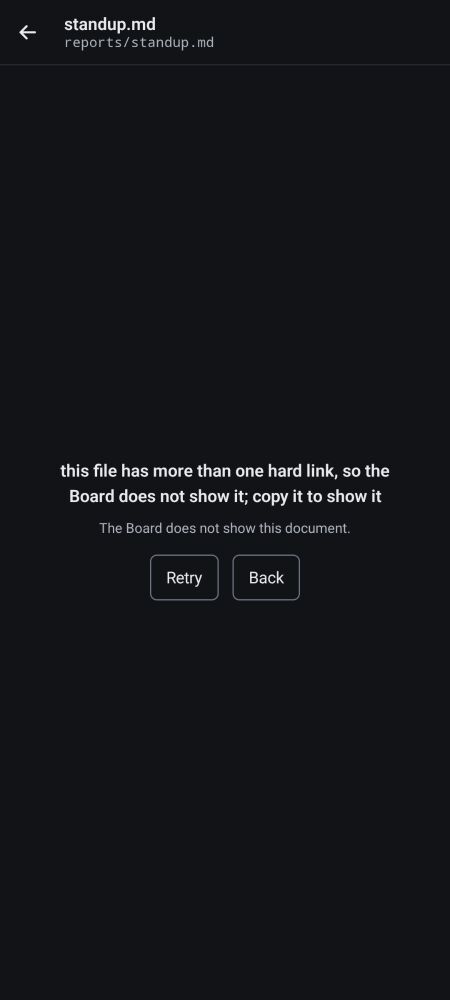 standup.md
reports/standup.md
this file has more than one hard link, so the
Board does not show it; copy it to show it
The Board does not show this document.
Retry
Back